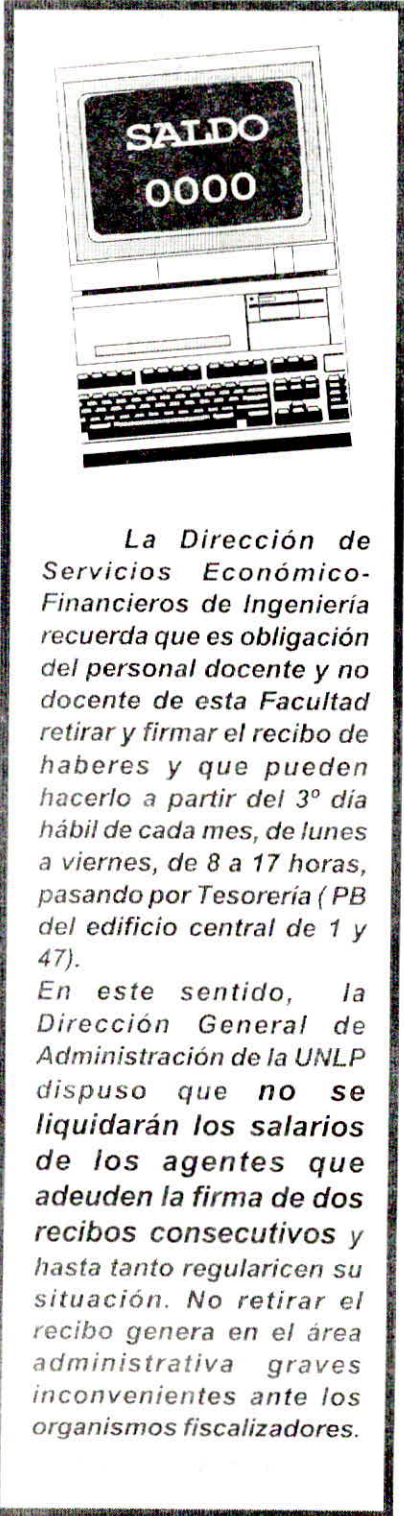 SALDO
0000
La Dirección de
Servicios Económico-
Financieros de Ingeniería
recuerda que es obligación
del personal docente y no
docente de esta Facultad
retirar y firmar el recibo de
haberes y que pueden
hacerlo a partir del 3º día
hábil de cada mes, de lunes
a viernes, de 8 a 17 horas,
pasando por Tesorería ( PB
del edificio central de 1 y
47).
En este sentido, la
Dirección General de
Administración de la UNLP
dispuso que no se
liquidarán los salarios
de los agentes que
adeuden la firma de dos
recibos consecutivos y
hasta tanto regularicen su
situación. No retirar el
recibo genera en el área
administrativa graves
inconvenientes ante los
organismos fiscalizadores.